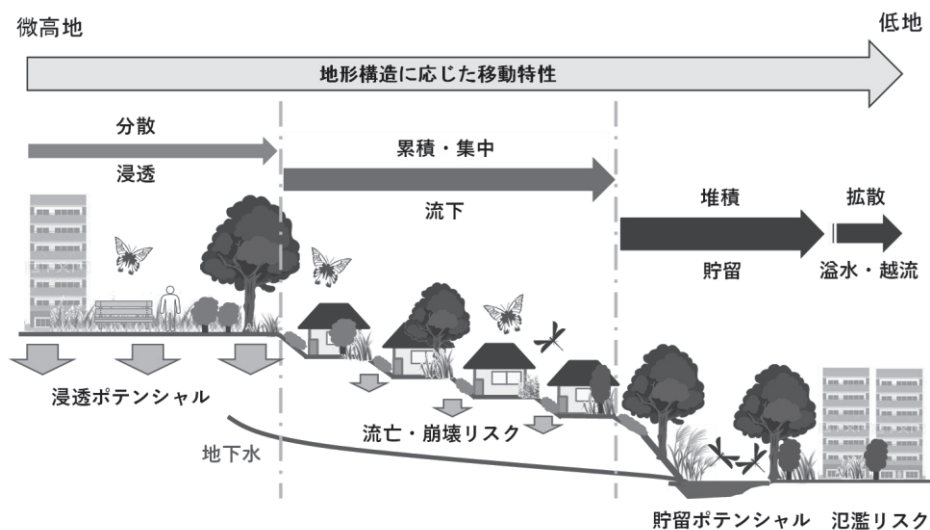 微高地
低地
地形構造に応じた移動特性
分散
浸透
累積・集中
流下
堆積
貯留
拡散
溢水・越流
浸透ポテンシャル
流亡・崩壊リスク
地下水
貯留ポテンシャル
氾濫リスク